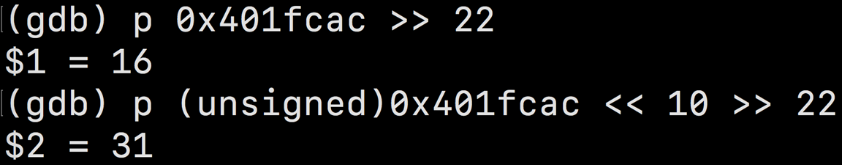 (gdb) p 0x401fcac >> 22
$1 = 16
(gdb) p (unsigned)0x401fcac << 10 >> 22
$2 = 31